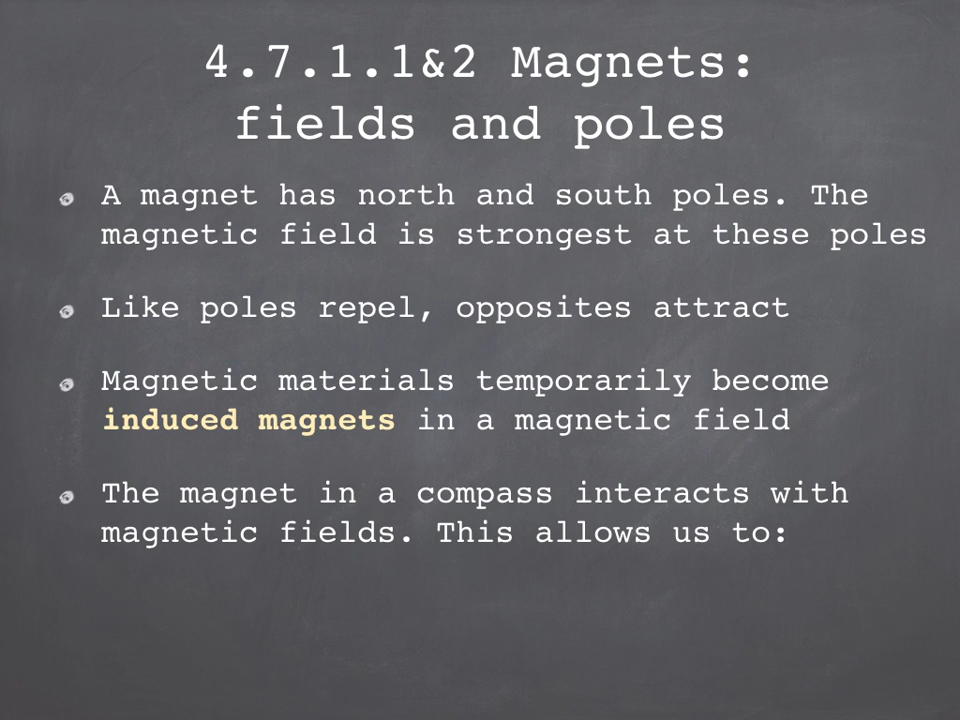 4.7.1.1&2 Magnets:
fields and poles
A magnet has north and south poles. The
magnetic field is strongest at these poles
Like poles repel, opposites attract
Magnetic materials temporarily become
induced magnets in a magnetic field
The magnet in a compass interacts with
magnetic fields. This allows us to: